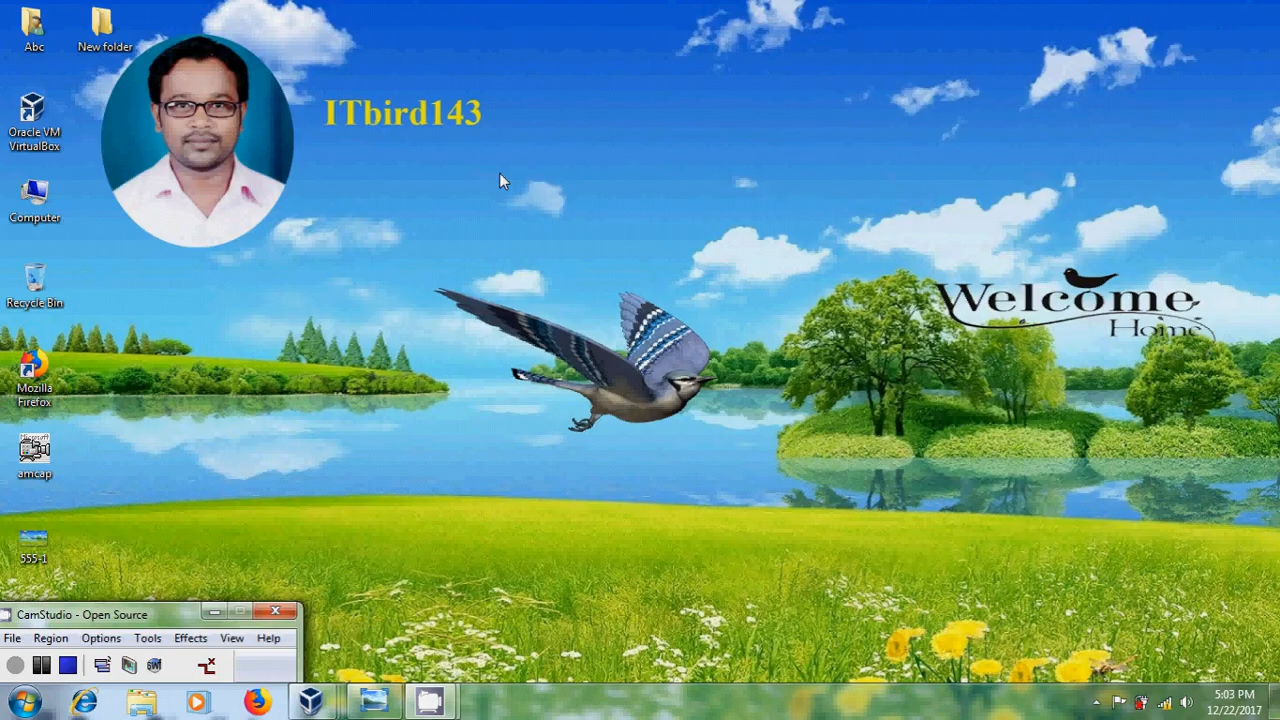 Abc
New folder
ITbird143
Oracle VM
VirtualBox
Computer
Recycle Bin
Welcome
Home
Mozilla
Firefox
Microsoft
amcap
555-1
CamStudio - Open Source
File Region Options Tools Effects View Help
5:03 PM
12/22/2017